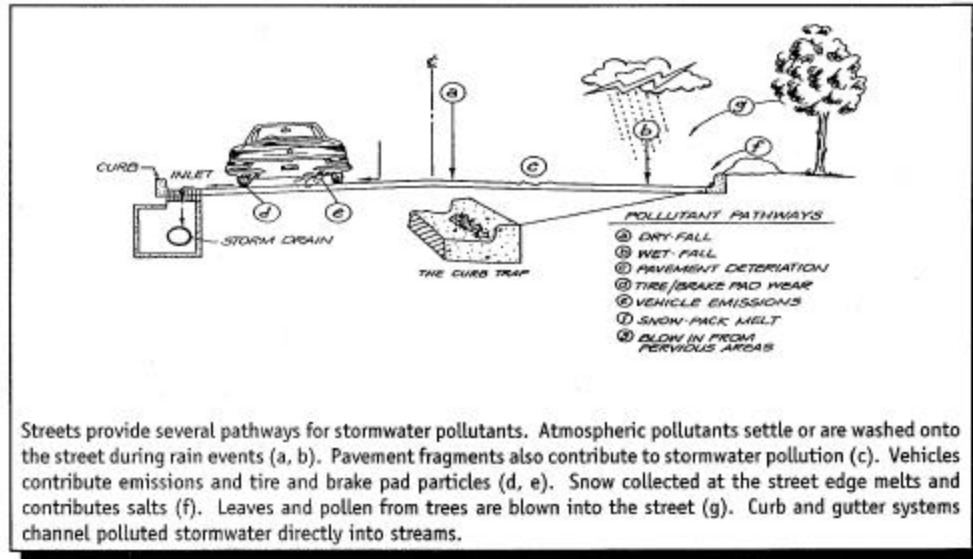 ¢
a
b
g
f
c
CURB
INLET
d
e
STORM DRAIN
THE CURB TRAP
POLLUTANT PATHWAYS
a DRY-FALL
b WET-FALL
c PAVEMENT DETERIATION
d TIRE/BRAKE PAD WEAR
e VEHICLE EMISSIONS
f SNOW-PACK MELT
g BLOW IN FROM
PERVIOUS AREAS
Streets provide several pathways for stormwater pollutants. Atmospheric pollutants settle or are washed onto
the street during rain events (a, b). Pavement fragments also contribute to stormwater pollution (c). Vehicles
contribute emissions and tire and brake pad particles (d, e). Snow collected at the street edge melts and
contributes salts (f). Leaves and pollen from trees are blown into the street (g). Curb and gutter systems
channel polluted stormwater directly into streams.